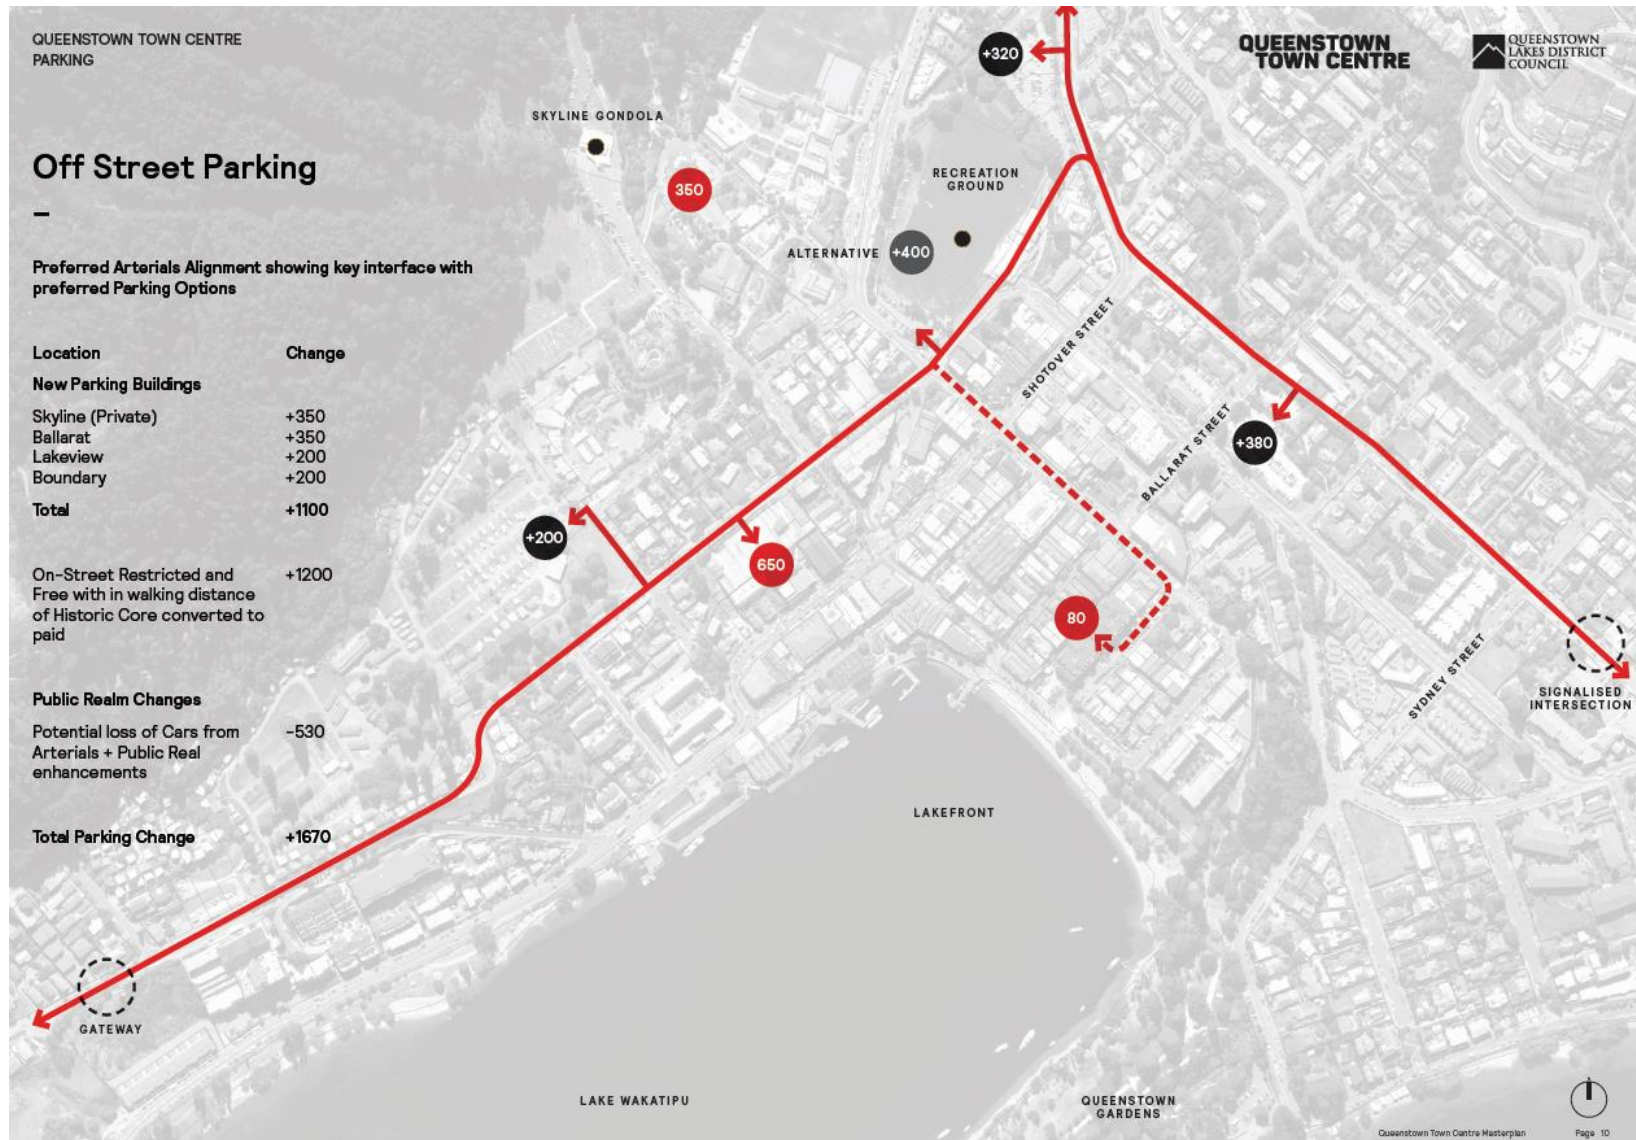 QUEENSTOWN TOWN CENTRE
PARKING
QUEENSTOWN
TOWN CENTRE
QUEENSTOWN
LAKES DISTRICT
COUNCIL
Off Street Parking
–
Preferred Arterials Alignment showing key interface with
preferred Parking Options
Location Change
New Parking Buildings
Skyline (Private) +350
Ballarat +350
Lakeview +200
Boundary +200
Total +1100
On-Street Restricted and +1200
Free with in walking distance
of Historic Core converted to
paid
Public Realm Changes
Potential loss of Cars from -530
Arterials + Public Real
enhancements
Total Parking Change +1670
+320
SKYLINE GONDOLA
350
RECREATION
GROUND
ALTERNATIVE
+400
SHOTOVER STREET
BALLARAT STREET
+380
+200
650
80
SYDNEY STREET
SIGNALISED
INTERSECTION
LAKEFRONT
GATEWAY
LAKE WAKATIPU
QUEENSTOWN
GARDENS
Queenstown Town Centre Masterplan Page 10